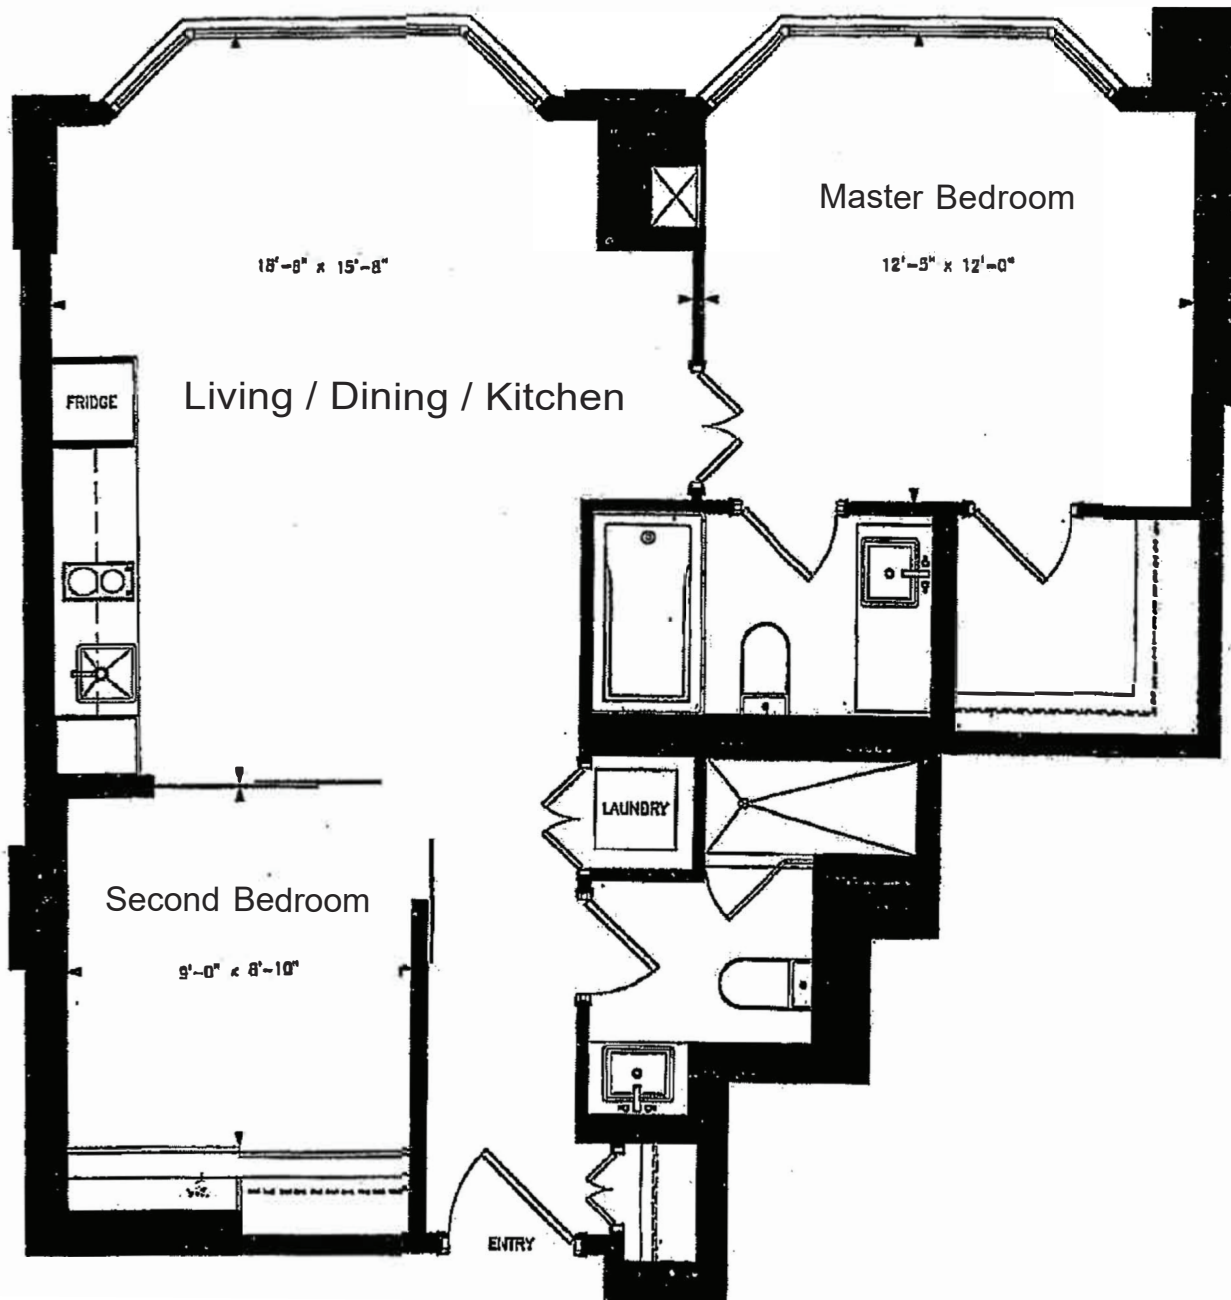 Master Bedroom
12'-5" x 12'-0"
18'-6" x 15'-8"
Living / Dining / Kitchen
FRIDGE
LAUNDRY
Second Bedroom
9'-0" x 8'-10"
ENTRY